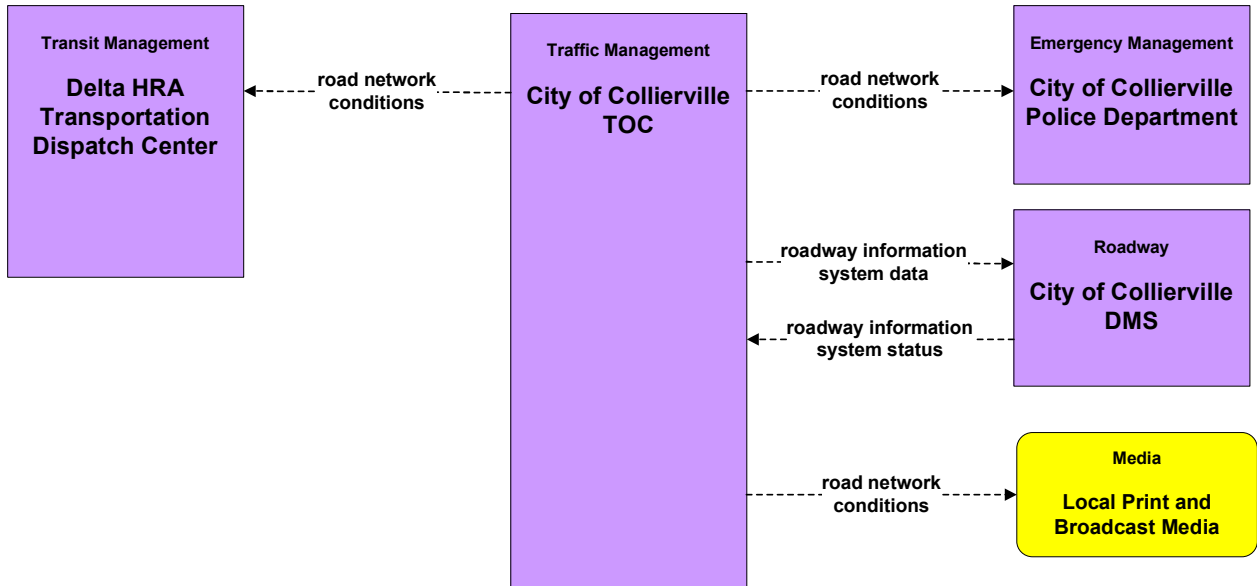 Transit Management
Delta HRA
Transportation
Dispatch Center
road network
conditions
Traffic Management
City of Collierville
TOC
road network
conditions
Emergency Management
City of Collierville
Police Department
roadway information
system data
roadway information
system status
Roadway
City of Collierville
DMS
road network
conditions
Media
Local Print and
Broadcast Media